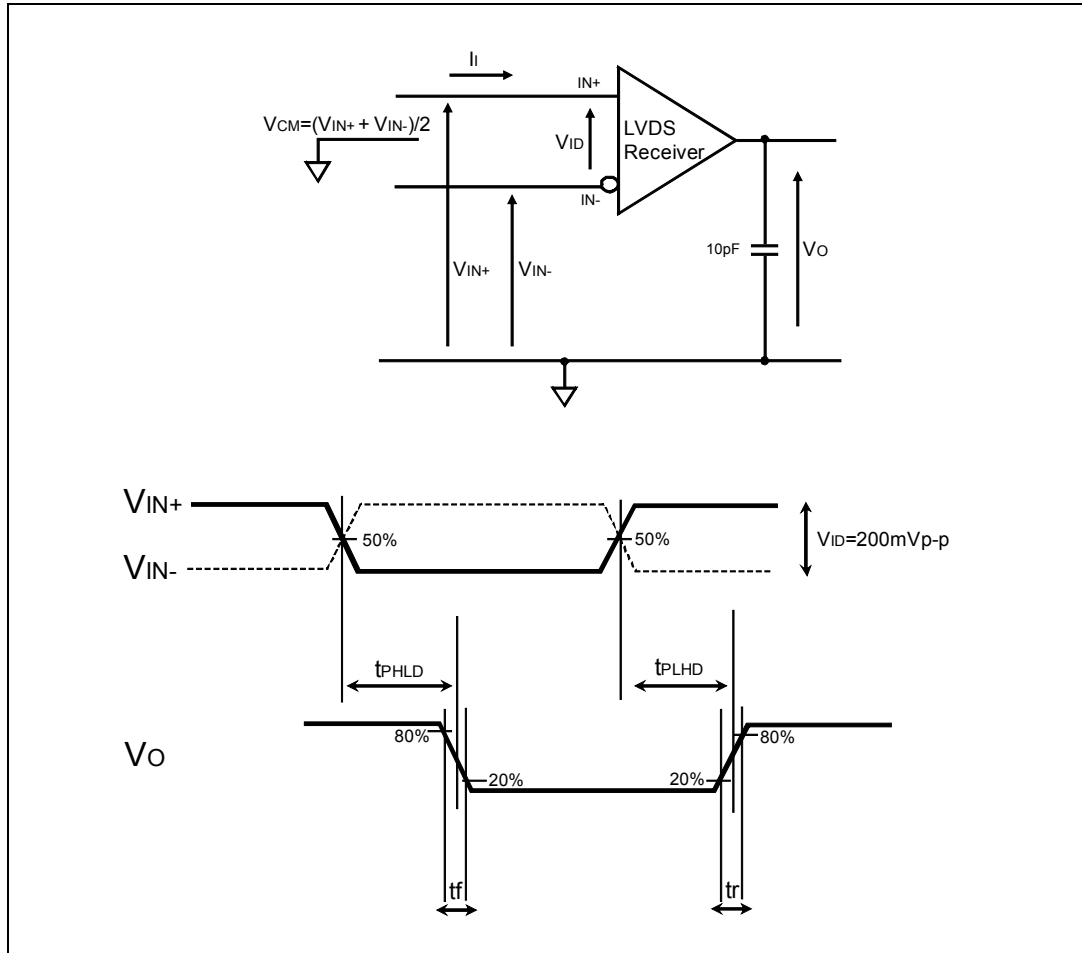 II
IN+
VCM=(VIN+ + VIN-)/2
VID
LVDS
Receiver
IN-
10pF
VO
VIN+
VIN-
VIN+
50%
50%
VID=200mVp-p
VIN-
tPHLD
tPLHD
80%
80%
VO
20%
20%
tf
tr